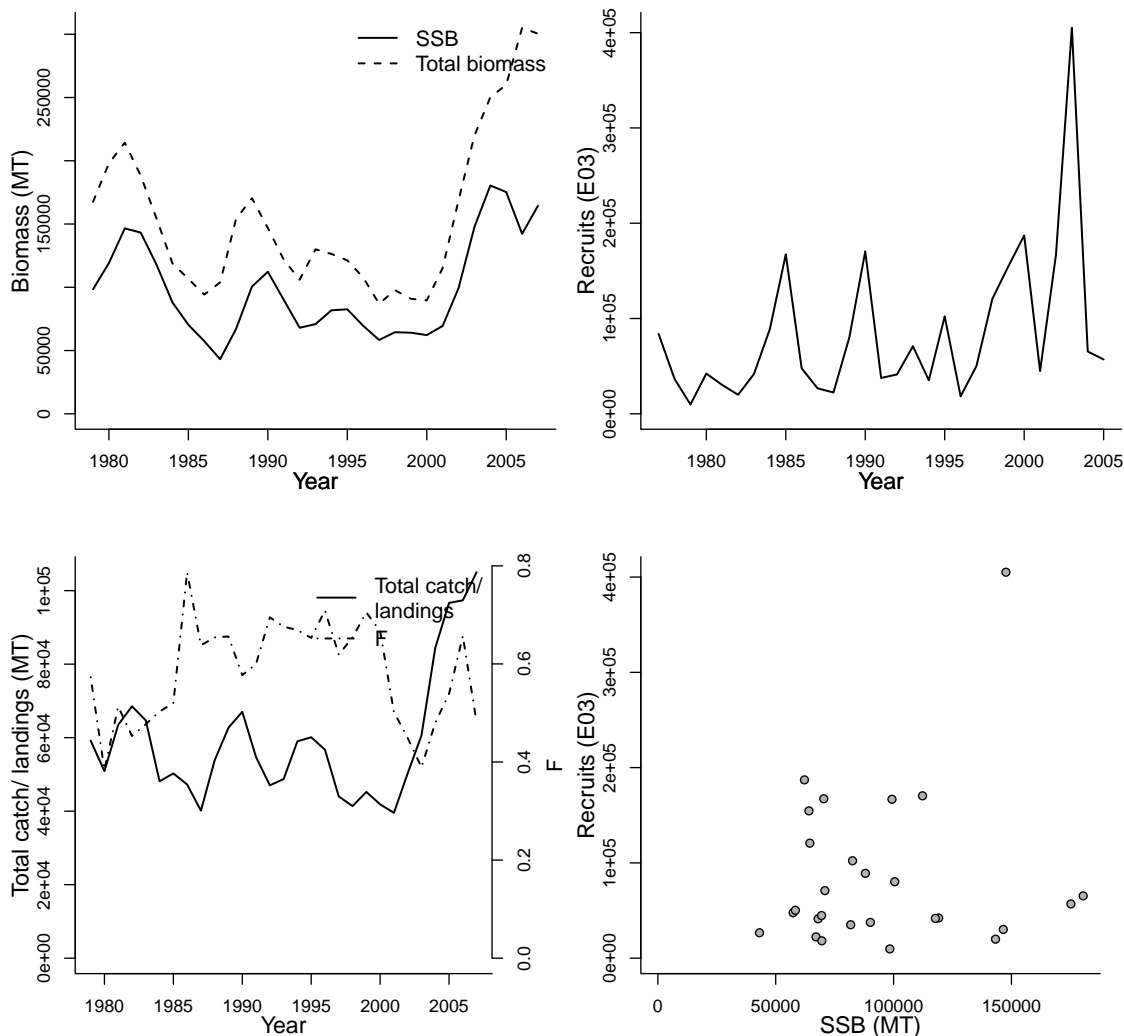 SSB
Total biomass
Biomass (MT)
0
50000
150000
250000
1980
1985
1990
1995
2000
2005
Year
Recruits (E03)
0e+00
1e+05
2e+05
3e+05
4e+05
1980
1985
1990
1995
2000
2005
Year
Total catch/
landings
F
Total catch/ landings (MT)
0e+00
2e+04
4e+04
6e+04
8e+04
1e+05
F
0.0
0.2
0.4
0.6
0.8
1980
1985
1990
1995
2000
2005
Year
Recruits (E03)
0e+00
1e+05
2e+05
3e+05
4e+05
0
50000
100000
150000
SSB (MT)